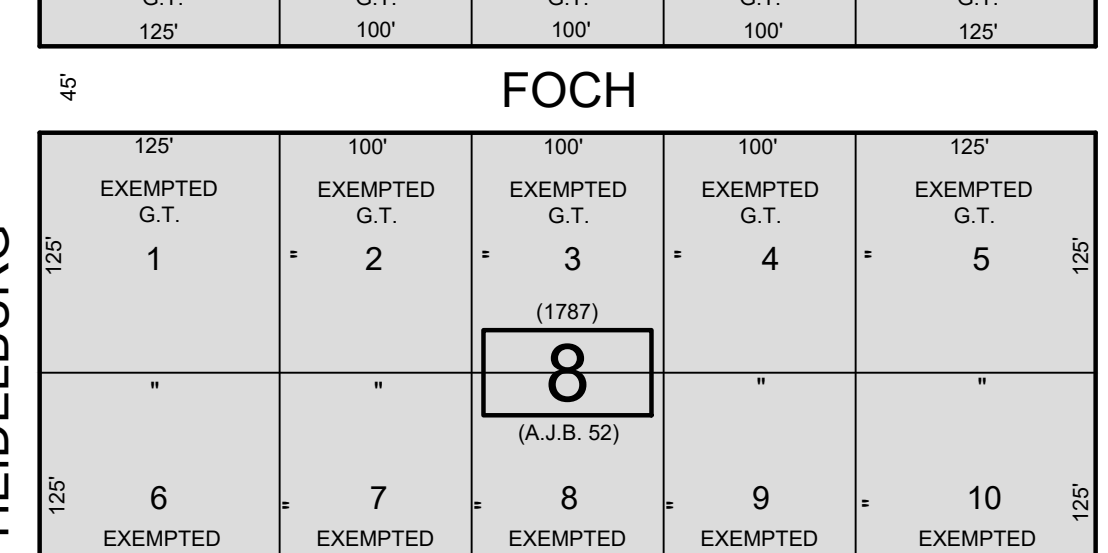 G.T. G.T. G.T. G.T. G.T.
125' 100' 100' 100' 125'
45'
FOCH
125' 100' 100' 100' 125'
EXEMPTED EXEMPTED EXEMPTED EXEMPTED EXEMPTED
G.T. G.T. G.T. G.T. G.T.
125' 1 " 2 " 3 " 4 " 5 125'
(1787)
8
" " " "
(A.J.B. 52)
125' 6 " 7 " 8 " 9 " 10 125'
EXEMPTED EXEMPTED EXEMPTED EXEMPTED EXEMPTED